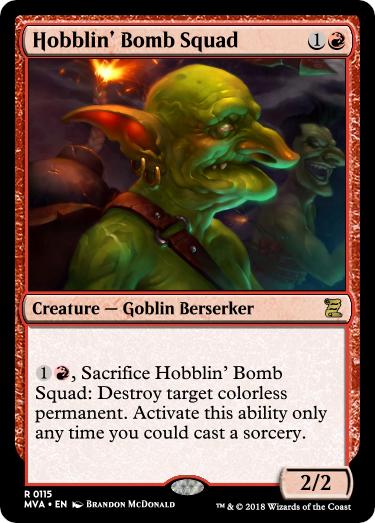 Hobblin' Bomb Squad 1
Creature — Goblin Berserker
1 , Sacrifice Hobblin' Bomb
Squad: Destroy target colorless
permanent. Activate this ability only
any time you could cast a sorcery.
2/2
R 0115
MVA • EN Brandon McDonald
™ & © 2018 Wizards of the Coast